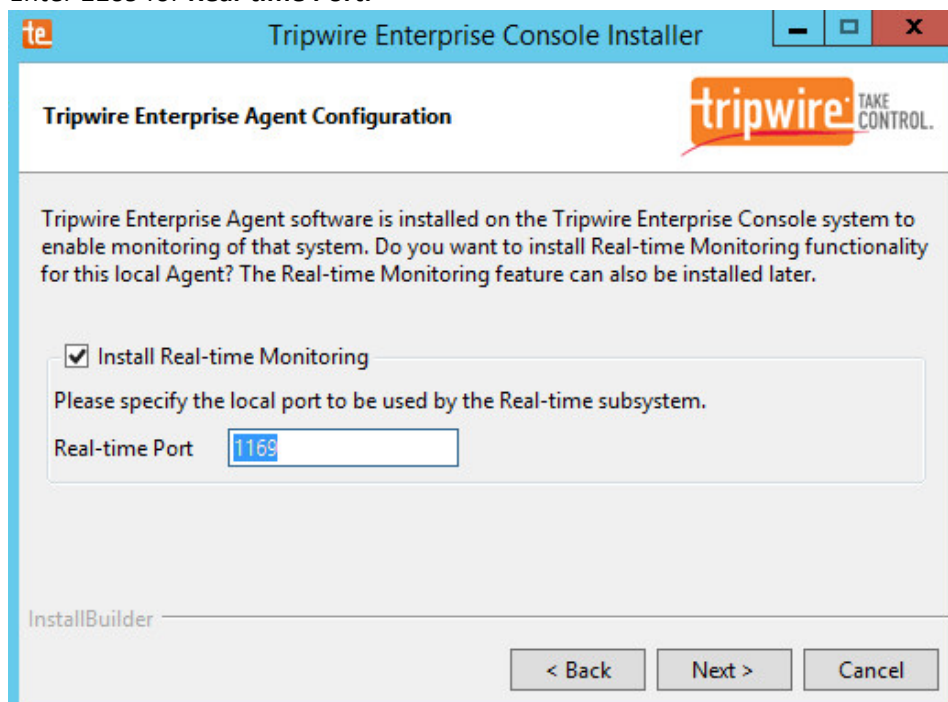 Real-time Port.
te
Tripwire Enterprise Console Installer
Tripwire Enterprise Agent Configuration
tripwire
TAKE
CONTROL.
Tripwire Enterprise Agent software is installed on the Tripwire Enterprise Console system to
enable monitoring of that system. Do you want to install Real-time Monitoring functionality
for this local Agent? The Real-time Monitoring feature can also be installed later.
Install Real-time Monitoring
Please specify the local port to be used by the Real-time subsystem.
Real-time Port 1169
InstallBuilder
< Back Next > Cancel